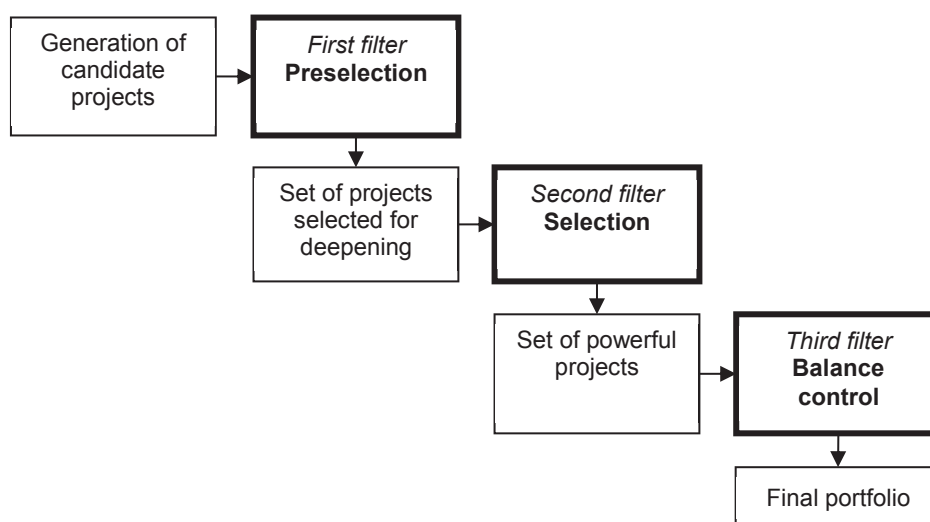 Generation of
candidate
projects
First filter
Preselection
Set of projects
selected for
deepening
Second filter
Selection
Set of powerful
projects
Third filter
Balance
control
Final portfolio